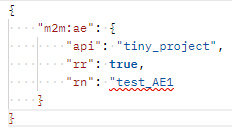 {
    "m2m:ae": {
        "api": "tiny_project",
        "rr": true,
        "rn": "test_AE1
    }
}